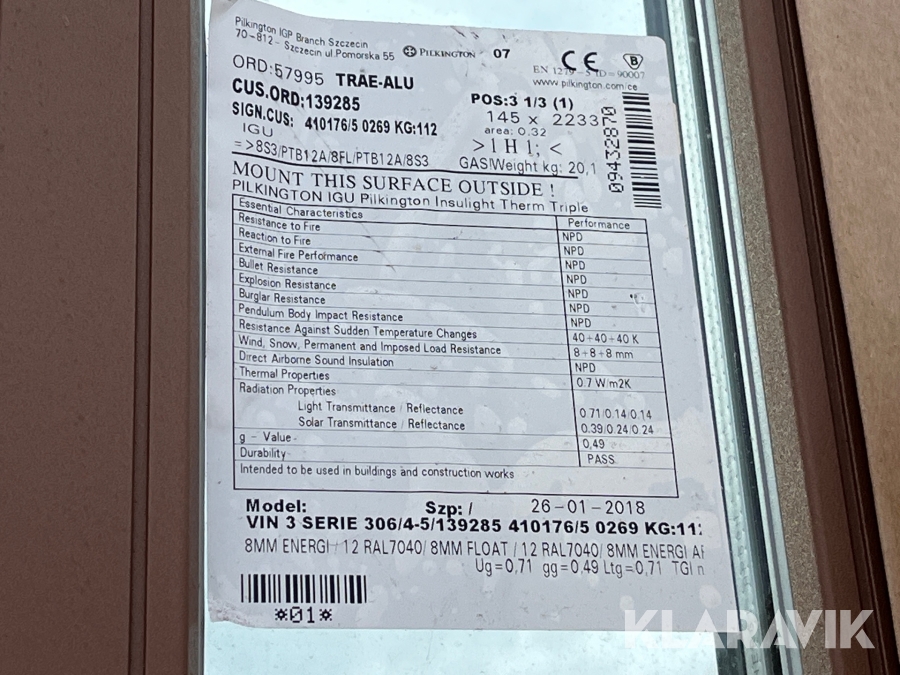 Pilkington IGP Branch Szczecin
70-812- Szczecin ul.Pomorska 55 PILKINGTON 07 CE B
EN 1279-5 ID=90007
www.pilkington.com/ce
ORD:57995 TRAE-ALU
CUS.ORD:139285 POS:3 1/3 (1)
SIGN.CUS: 410176/5 0269 KG:112 145 x 2233
IGU area: 0.32
=>8S3/PTB12A/8FL/PTB12A/8S3 >1H1; <
GAS/Weight kg: 20,1
09432870
MOUNT THIS SURFACE OUTSIDE !
PILKINGTON IGU Pilkington Insulight Therm Triple
Essential Characteristics Performance
Resistance to Fire NPD
Reaction to Fire NPD
External Fire Performance NPD
Bullet Resistance NPD
Explosion Resistance NPD
Burglar Resistance NPD
Pendulum Body Impact Resistance NPD
Resistance Against Sudden Temperature Changes 40+40+40 K
Wind, Snow, Permanent and Imposed Load Resistance 8+8+8 mm
Direct Airborne Sound Insulation NPD
Thermal Properties 0.7 W/m2K
Radiation Properties
Light Transmittance / Reflectance 0.71/0.14/0.14
Solar Transmittance / Reflectance 0.39/0.24/0.24
g - Value 0,49
Durability PASS
Intended to be used in buildings and construction works
Model: Szp: / 26-01-2018
VIN 3 SERIE 306/4-5/139285 410176/5 0269 KG:11
8MM ENERGI/12 RAL7040/8MM FLOAT/12 RAL7040/8MM ENERGI
Ug=0,71 gg=0,49 Ltg=0,71 TGI
*01*
KLARAVIK